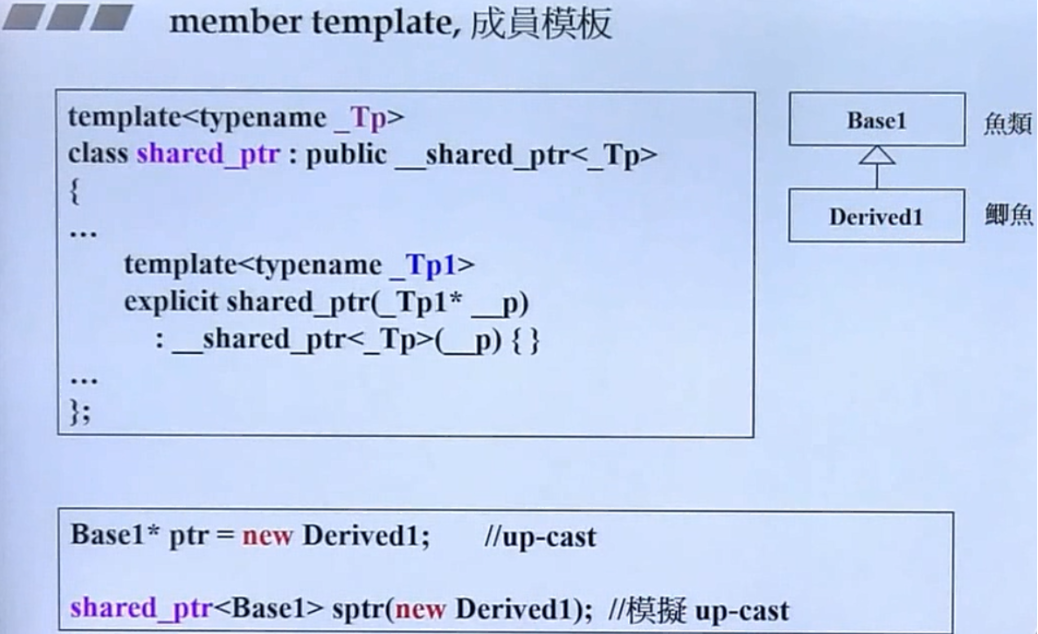 member template, 成員模板
template<typename _Tp>
class shared_ptr : public __shared_ptr<_Tp>
{
...
template<typename _Tp1>
explicit shared_ptr(_Tp1* __p)
: __shared_ptr<_Tp>(__p) { }
...
};
Base1
魚類
Derived1
鯽魚
Base1* ptr = new Derived1; //up-cast
shared_ptr<Base1> sptr(new Derived1); //模擬 up-cast